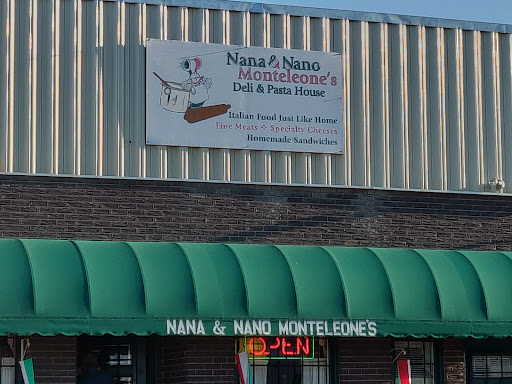 Nana & Nano
Monteleone's
Deli & Pasta House
Italian Food Just Like Home
Fine Meats ✧ Specialty Cheeses
Homemade Sandwiches
NANA & NANO MONTELEONE'S
OPEN